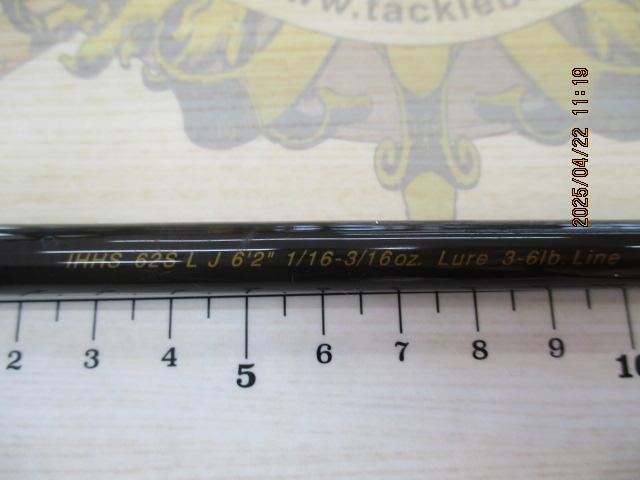 www.tackleb
2025/04/22 11:19
IHHS 62S L J 6'2" 1/16-3/16oz. Lure 3-6lb. Line
2 3 4 5 6 7 8 9 10